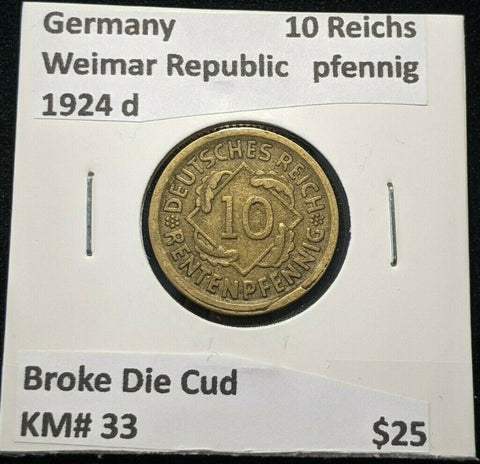 Germany 10 Reichs
Weimar Republic pfennig
1924 d
DEUTSCHES REICH
10
RENTENPFENNIG
Broke Die Cud
KM# 33 $25